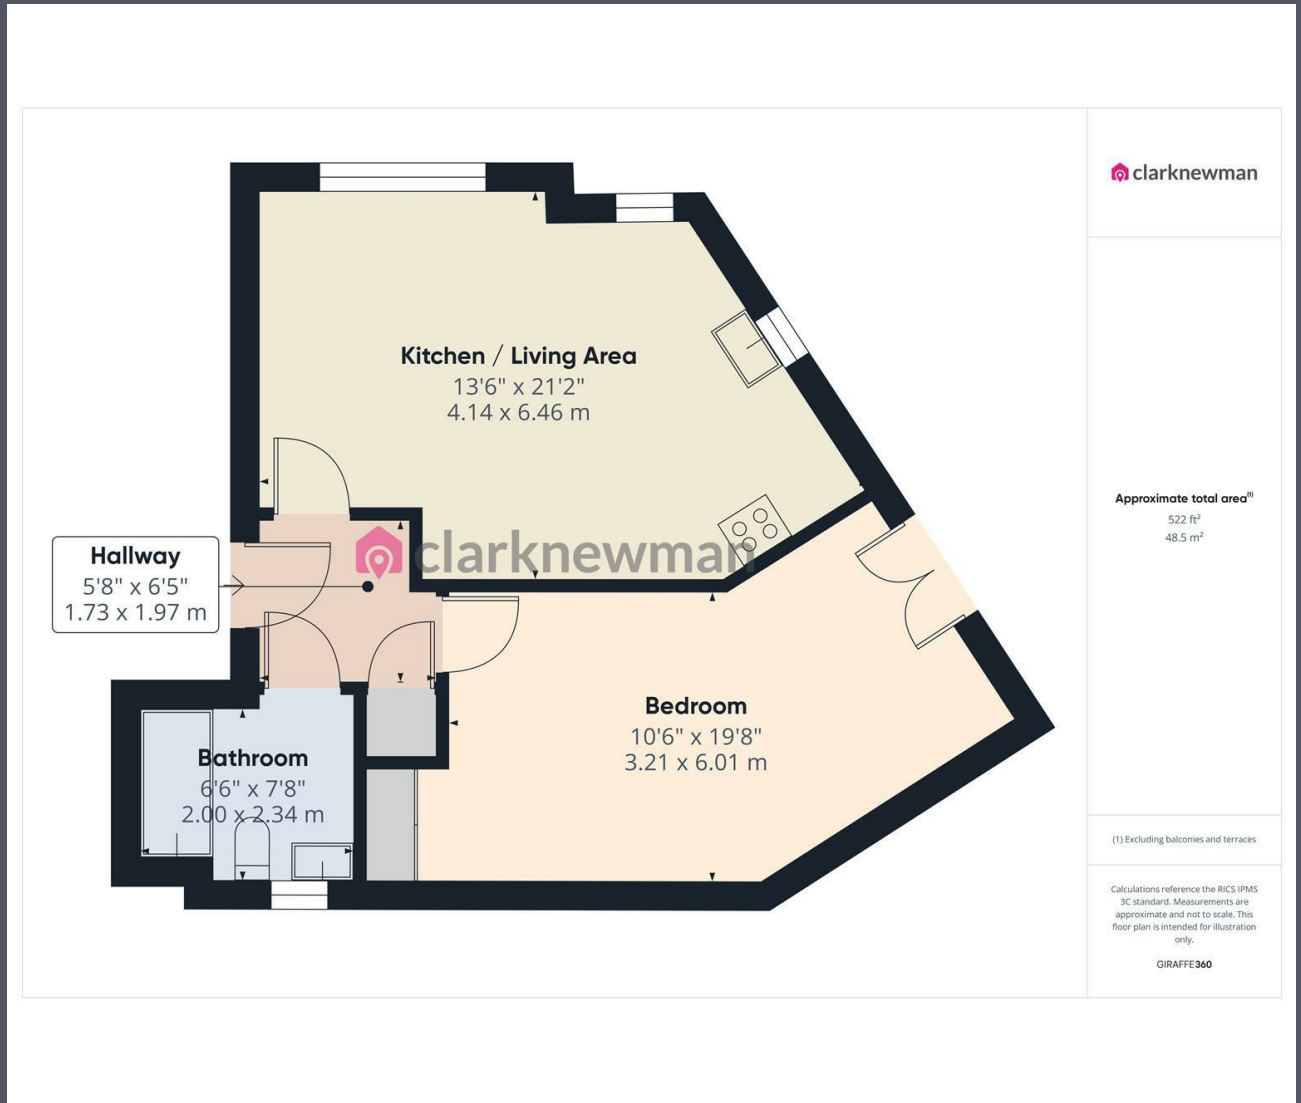 clarknewman
Kitchen / Living Area
13'6" x 21'2"
4.14 x 6.46 m
clarknewman
Hallway
5'8" x 6'5"
1.73 x 1.97 m
Bedroom
10'6" x 19'8"
3.21 x 6.01 m
Bathroom
6'6" x 7'8"
2.00 x 2.34 m
Approximate total area(1)
522 ft²
48.5 m²
(1) Excluding balconies and terraces
Calculations reference the RICS IPMS
3C standard. Measurements are
approximate and not to scale. This
floor plan is intended for illustration
only.
GIRAFFE360